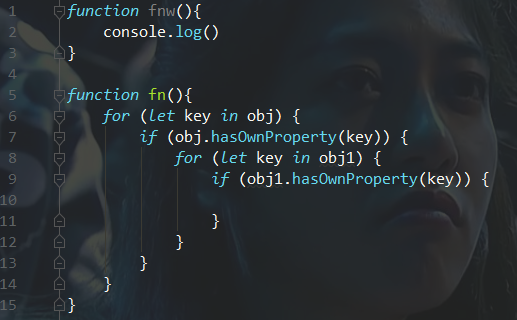 1 function fnw(){
2     console.log()
3 }
4
5 function fn(){
6     for (let key in obj) {
7         if (obj.hasOwnProperty(key)) {
8             for (let key in obj1) {
9                 if (obj1.hasOwnProperty(key)) {
10
11                 }
12             }
13         }
14     }
15 }